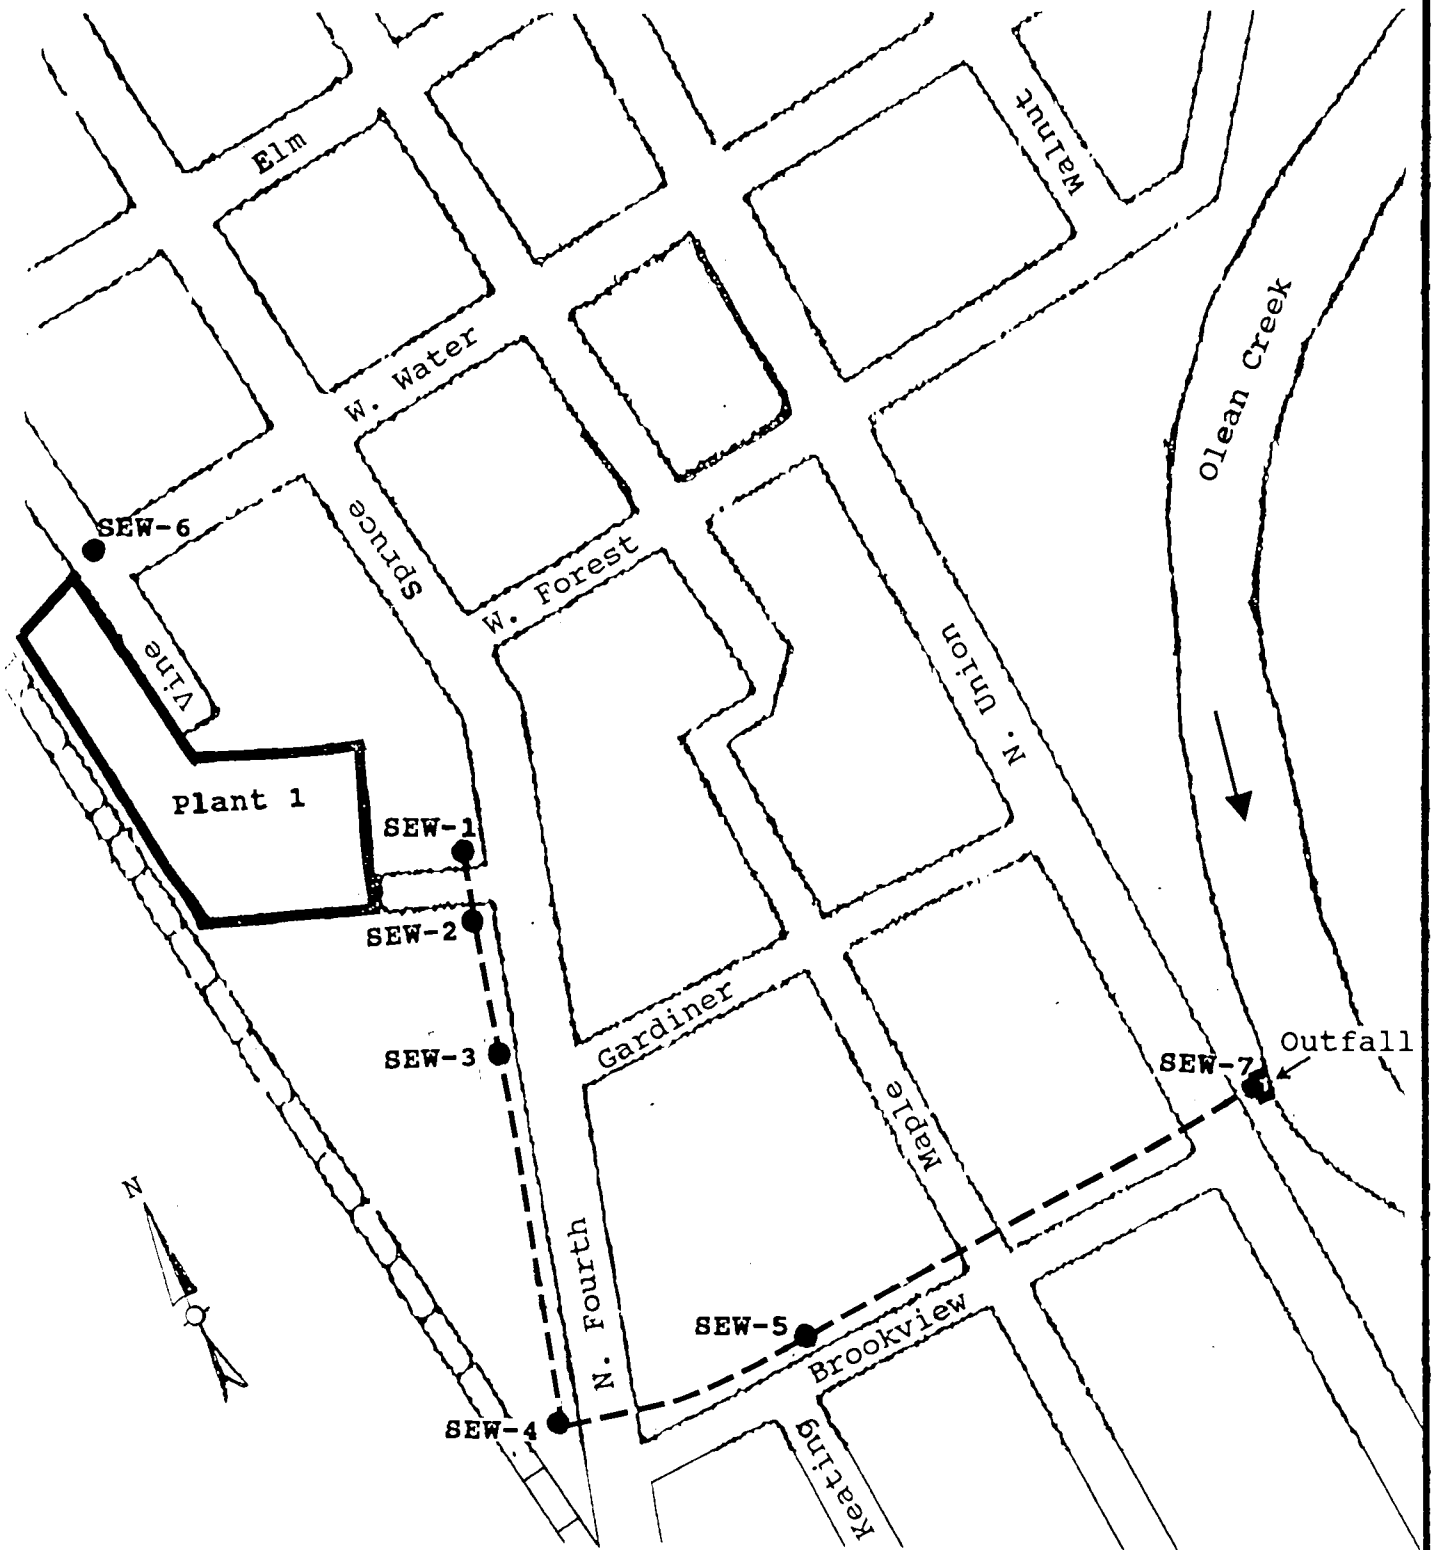 Elm
Walnut
W. Water
Olean Creek
SEW-6
Spruce
W. Forest
Vine
N. Union
Plant 1
SEW-1
SEW-2
Gardiner
SEW-3
Outfall
SEW-7
Maple
N
N. Fourth
SEW-5
Brookview
SEW-4
Keating